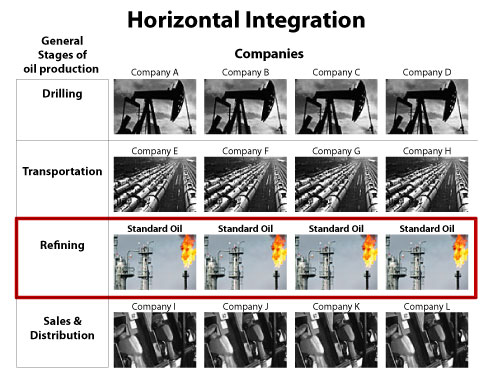 Horizontal Integration
General
Stages of
oil production
Companies
Company A
Company B
Company C
Company D
Drilling
Company E
Company F
Company G
Company H
Transportation
Standard Oil
Standard Oil
Standard Oil
Standard Oil
Refining
Company I
Company J
Company K
Company L
Sales &
Distribution